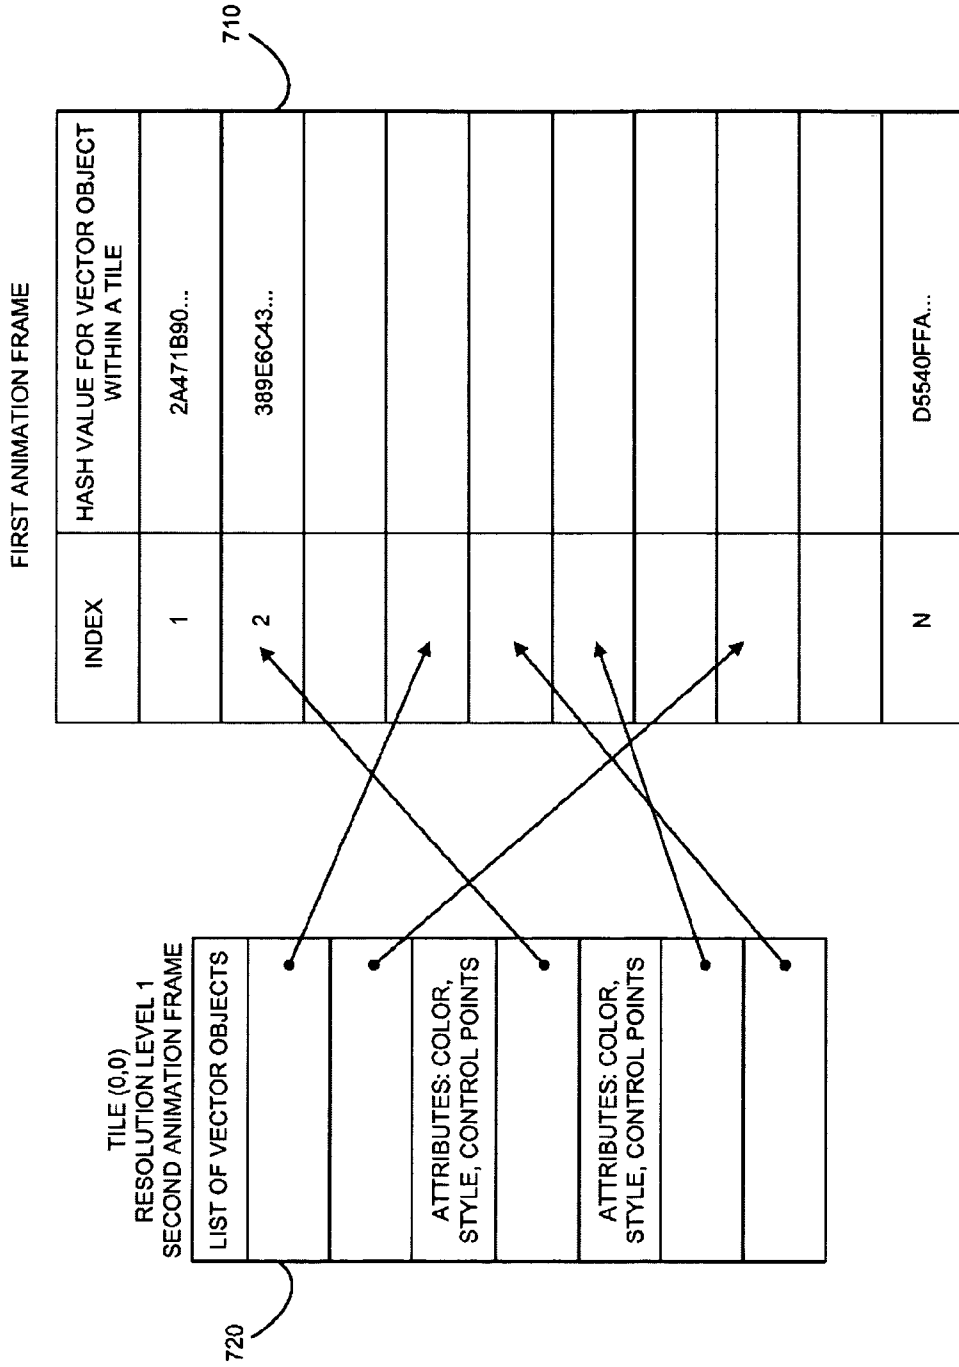 TILE (0,0)
RESOLUTION LEVEL 1
SECOND ANIMATION FRAME
LIST OF VECTOR OBJECTS
ATTRIBUTES: COLOR,
STYLE, CONTROL POINTS
ATTRIBUTES: COLOR,
STYLE, CONTROL POINTS
720
FIRST ANIMATION FRAME
INDEX
HASH VALUE FOR VECTOR OBJECT
WITHIN A TILE
1
2A471B90...
2
389E6C43...
N
D5540FFA...
710